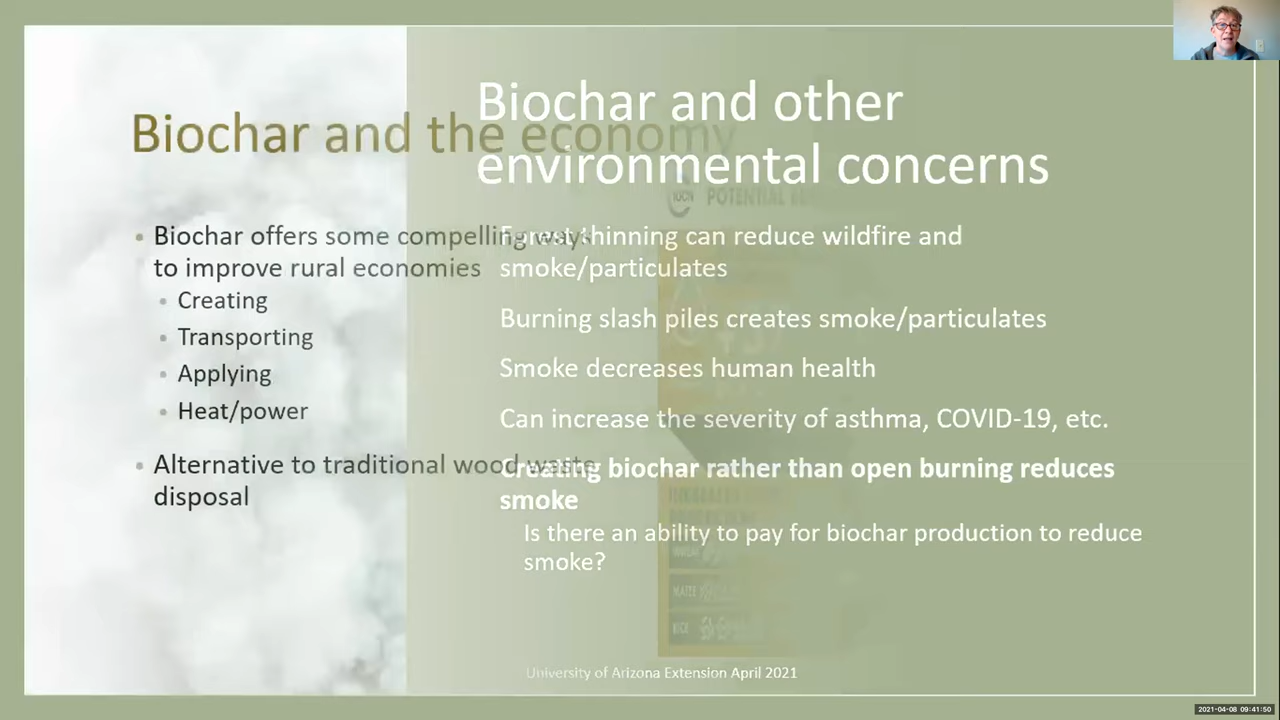 Biochar and the economy
Biochar offers some compelling ways
to improve rural economies
Creating
Transporting
Applying
Heat/power
Alternative to traditional wood waste
disposal
Biochar and other
environmental concerns
Forest thinning can reduce wildfire and
smoke/particulates
Burning slash piles creates smoke/particulates
Smoke decreases human health
Can increase the severity of asthma, COVID-19, etc.
Creating biochar rather than open burning reduces
smoke
Is there an ability to pay for biochar production to reduce
smoke?
IUCN POTENTIAL
MAIZE
RICE
University of Arizona Extension April 2021
2021-04-08 09:41:50